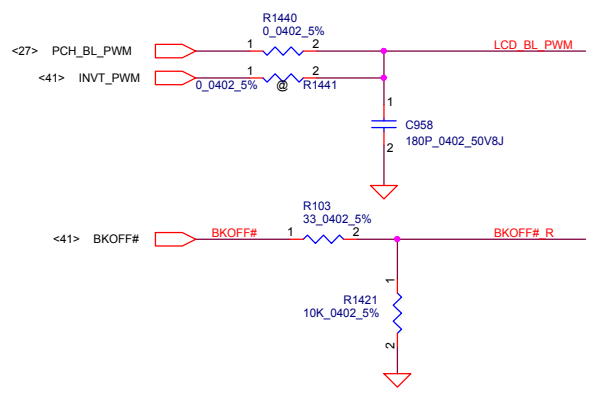 R1440
0_0402_5%
<27> PCH_BL_PWM 1 2 LCD_BL_PWM
<41> INVT_PWM 1 2
0_0402_5% @ R1441
1
C958
180P_0402_50V8J
2
R103
33_0402_5%
<41> BKOFF# BKOFF# 1 2 BKOFF#_R
1
R1421
10K_0402_5%
2